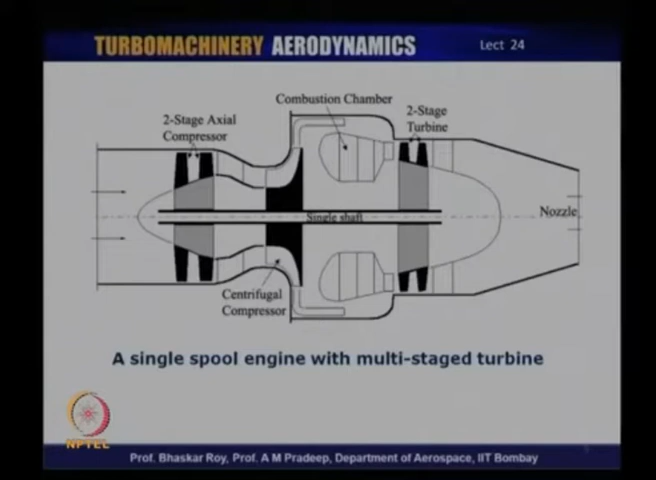 TURBOMACHINERY AERODYNAMICS
Lect 24
Combustion Chamber
2-Stage Axial
Compressor
2-Stage
Turbine
Single shaft
Nozzle
Centrifugal
Compressor
A single spool engine with multi-staged turbine
NPTEL
Prof. Bhaskar Roy, Prof. A M Pradeep, Department of Aerospace, IIT Bombay